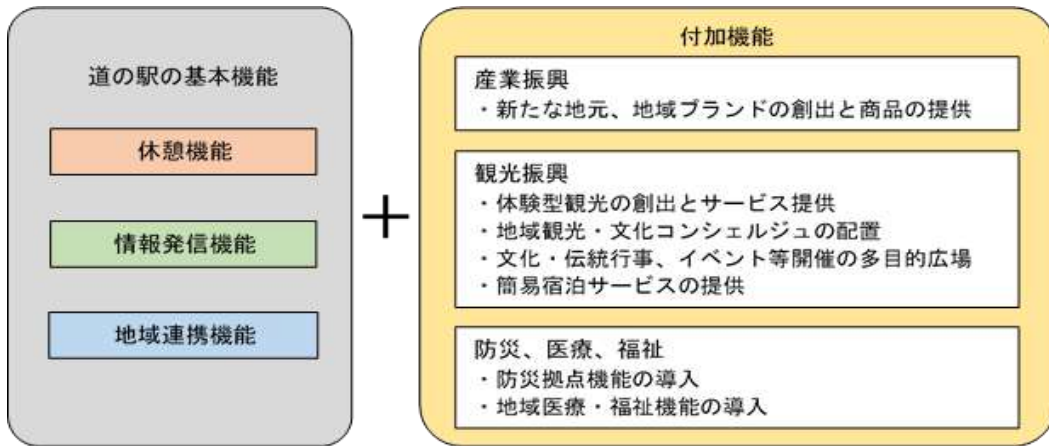 道の駅の基本機能
休憩機能
情報発信機能
地域連携機能
＋
付加機能
産業振興
・新たな地元、地域ブランドの創出と商品の提供
観光振興
・体験型観光の創出とサービス提供
・地域観光・文化コンシェルジュの配置
・文化・伝統行事、イベント等開催の多目的広場
・簡易宿泊サービスの提供
防災、医療、福祉
・防災拠点機能の導入
・地域医療・福祉機能の導入